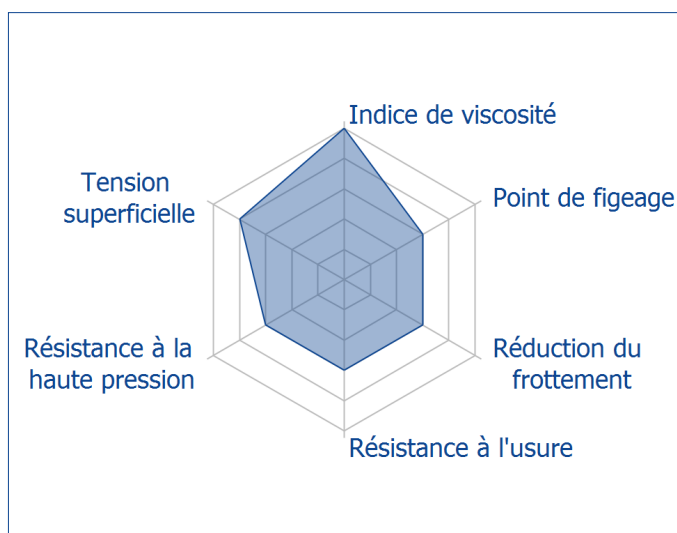 Indice de viscosité
Tension
superficielle
Point de figeage
Résistance à la
haute pression
Réduction du
frottement
Résistance à l'usure